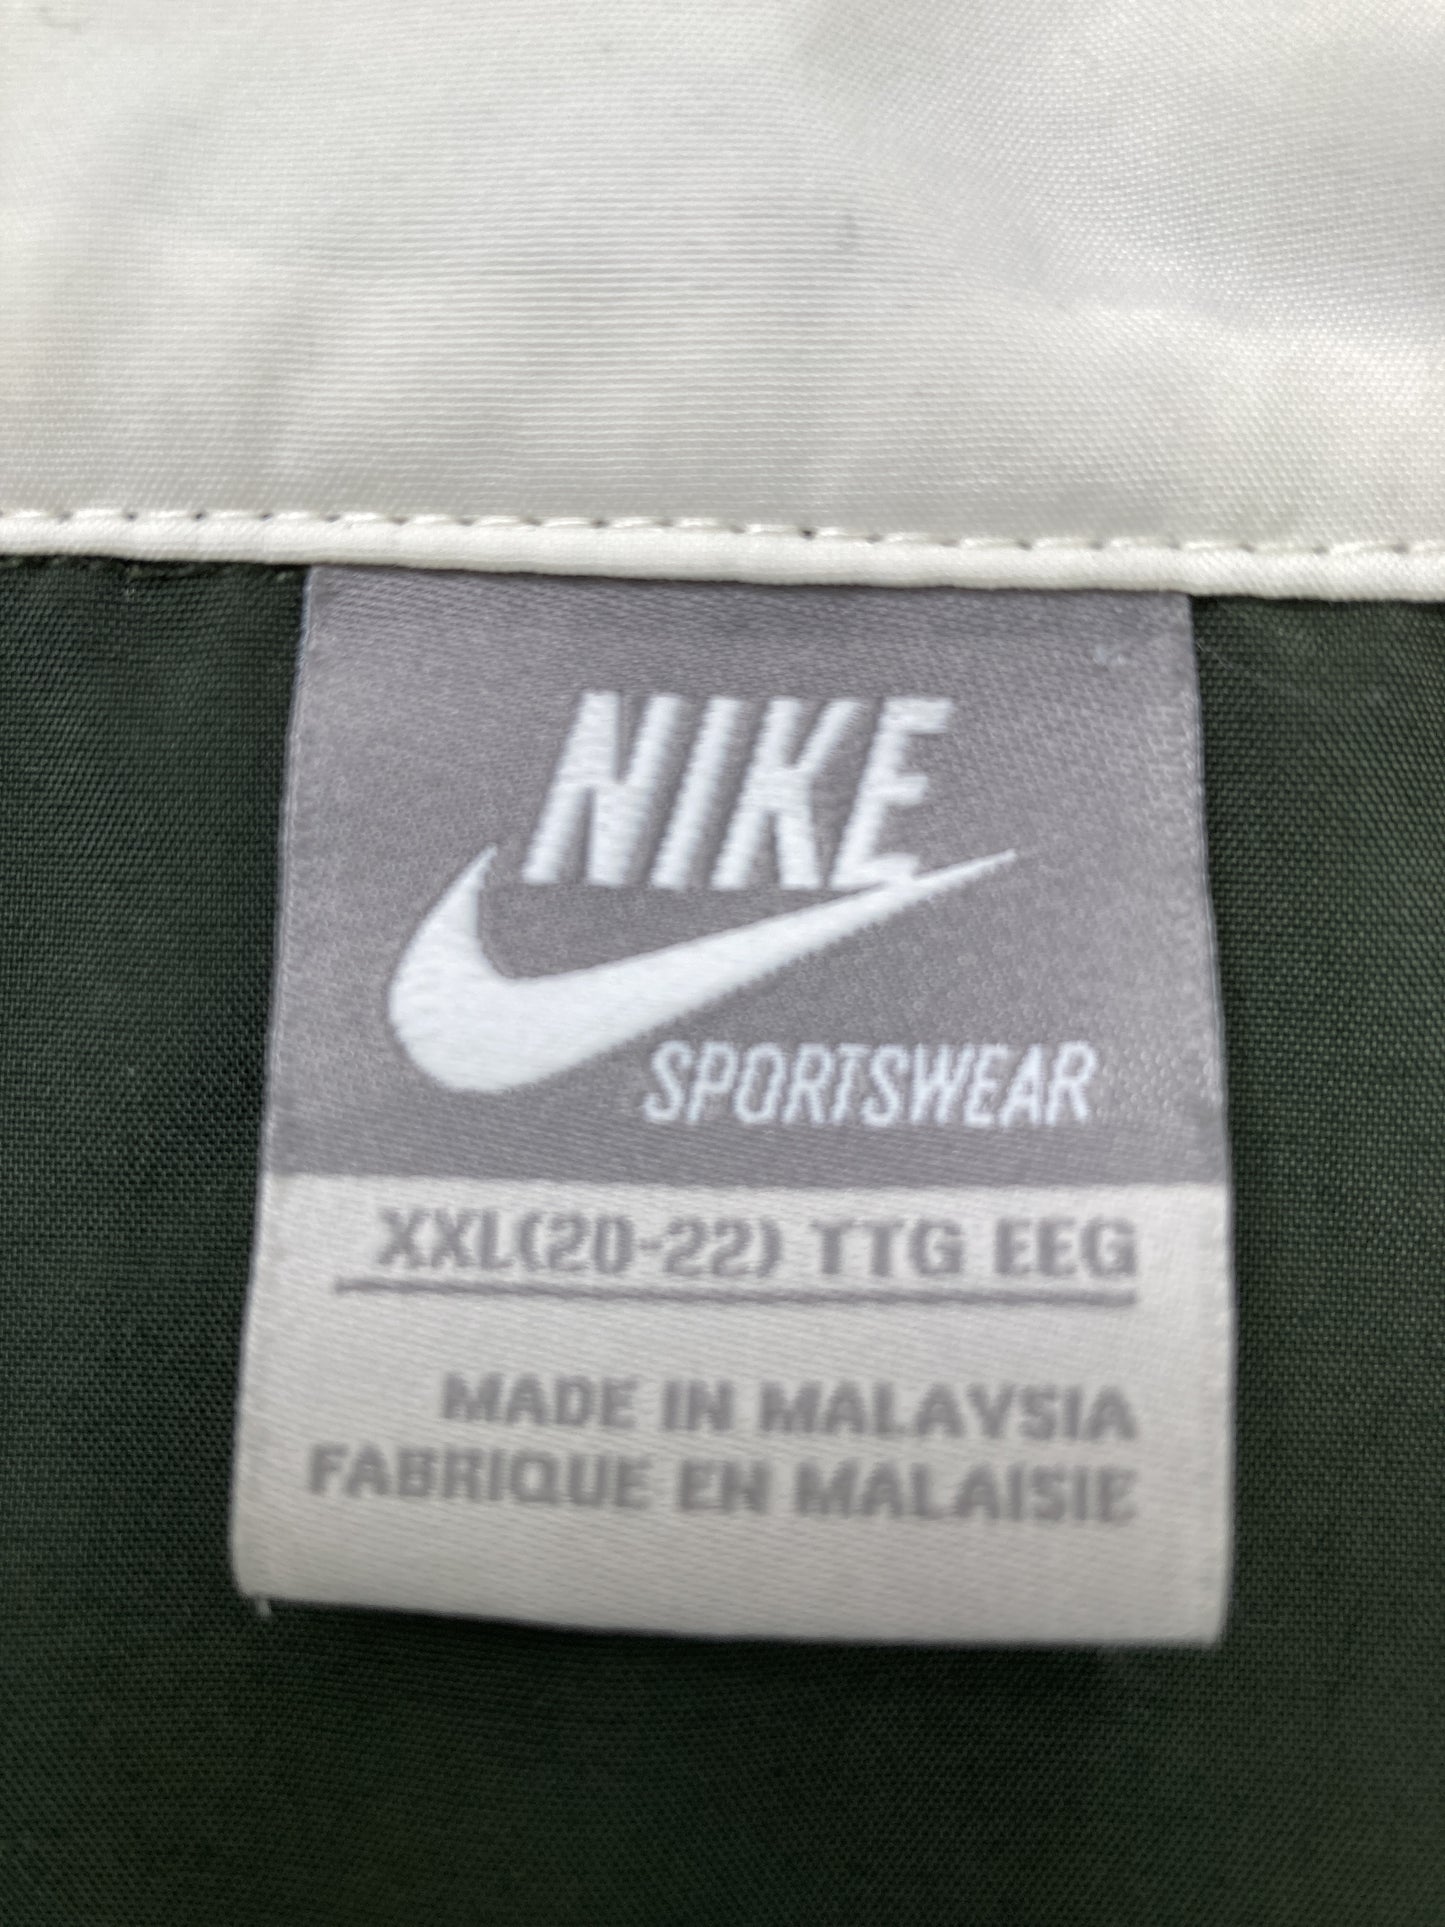 NIKE
SPORTSWEAR
XXL(20-22) TTG EEG
MADE IN MALAYSIA
FABRIQUE EN MALAISIE